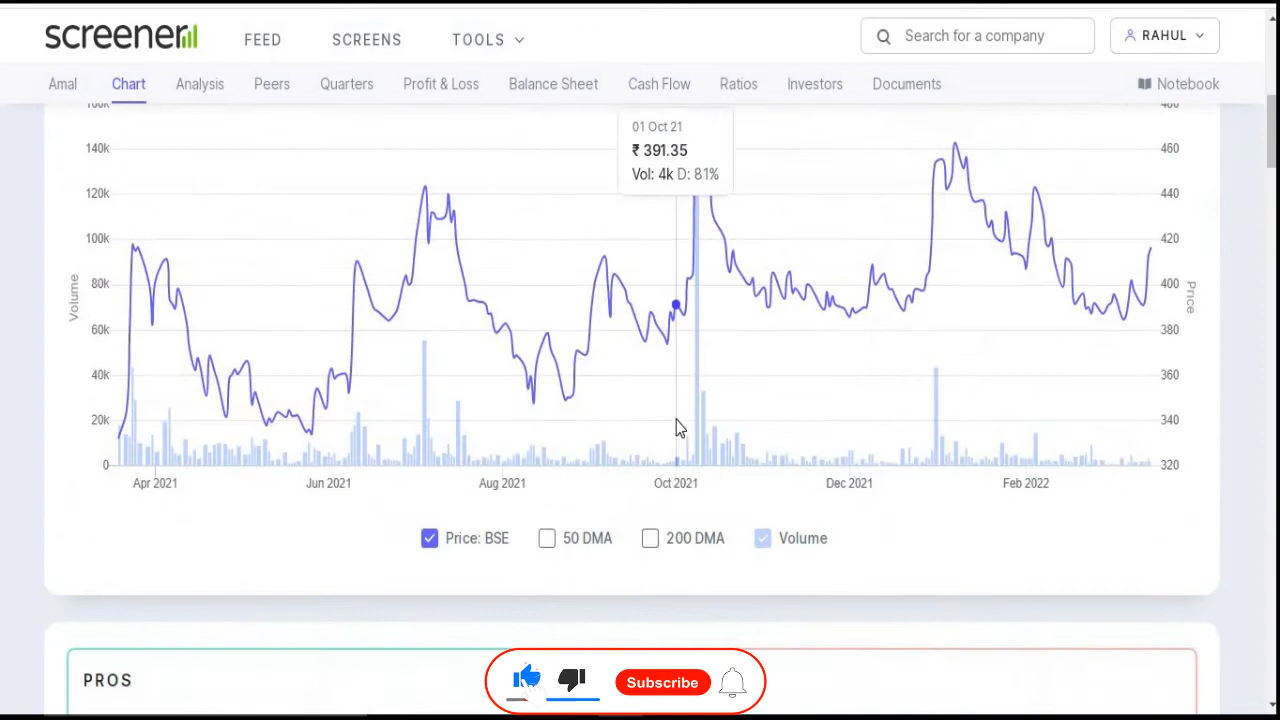 screener
FEED SCREENS TOOLS
Search for a company
RAHUL
Amal Chart Analysis Peers Quarters Profit & Loss Balance Sheet Cash Flow Ratios Investors Documents Notebook
160k 480
01 Oct 21
₹ 391.35
Vol: 4k D: 81%
140k 460
120k 440
100k 420
80k 400
60k 380
40k 360
20k 340
0 320
Volume
Price
Apr 2021 Jun 2021 Aug 2021 Oct 2021 Dec 2021 Feb 2022
Price: BSE 50 DMA 200 DMA Volume
PROS
Subscribe